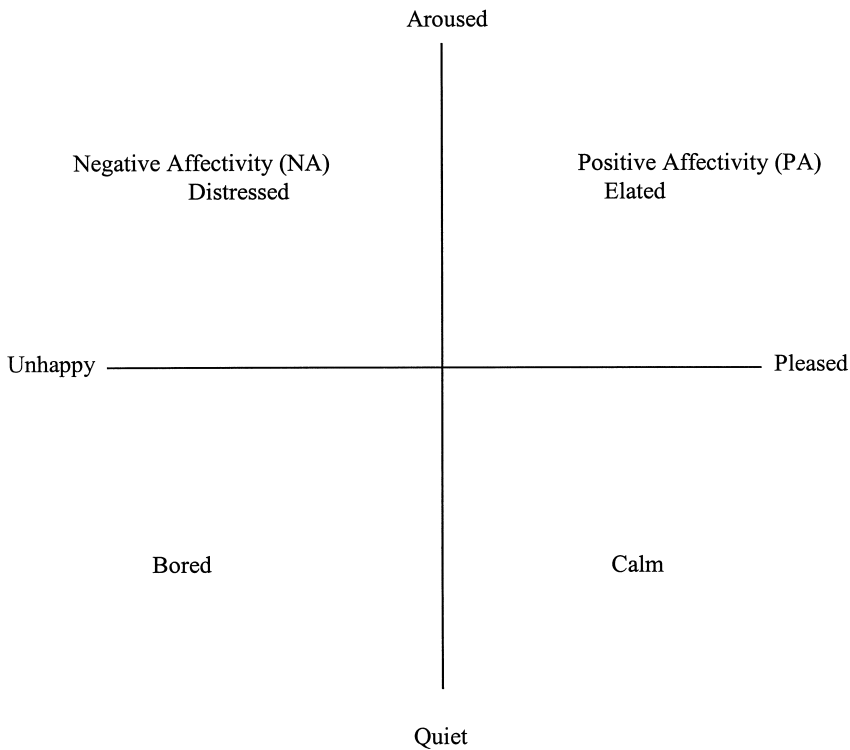 Aroused
Negative Affectivity (NA)
Distressed
Positive Affectivity (PA)
Elated
Unhappy
Pleased
Bored
Calm
Quiet